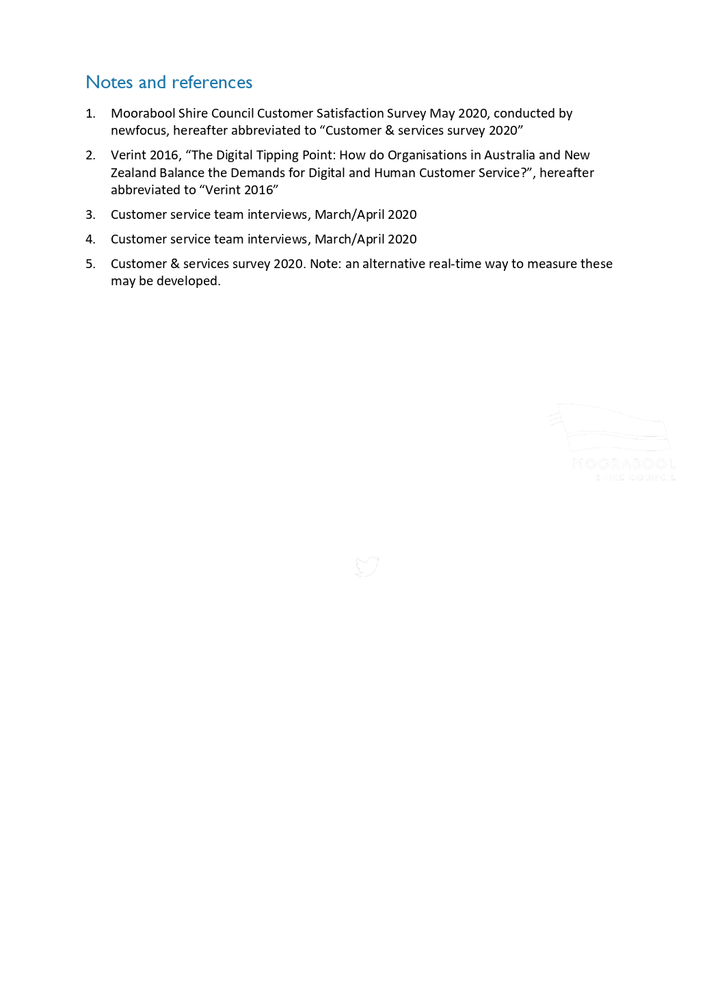 Notes and references
1. Moorabool Shire Council Customer Satisfaction Survey May 2020, conducted by
newfocus, hereafter abbreviated to “Customer & services survey 2020”
2. Verint 2016, “The Digital Tipping Point: How do Organisations in Australia and New
Zealand Balance the Demands for Digital and Human Customer Service?”, hereafter
abbreviated to “Verint 2016”
3. Customer service team interviews, March/April 2020
4. Customer service team interviews, March/April 2020
5. Customer & services survey 2020. Note: an alternative real-time way to measure these
may be developed.
MOORABOOL
SHIRE COUNCIL